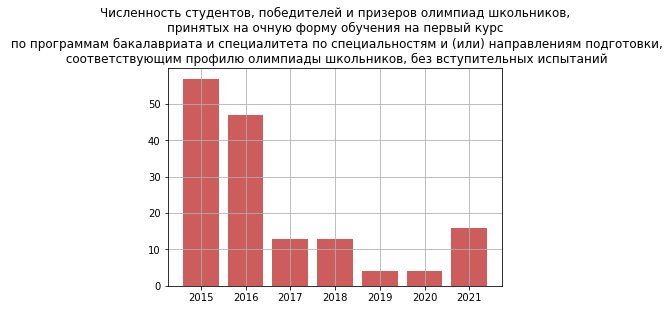 Численность студентов, победителей и призеров олимпиад школьников,
принятых на очную форму обучения на первый курс
по программам бакалавриата и специалитета по специальностям и (или) направлениям подготовки,
соответствующим профилю олимпиады школьников, без вступительных испытаний
50
40
30
20
10
0
2015 2016 2017 2018 2019 2020 2021